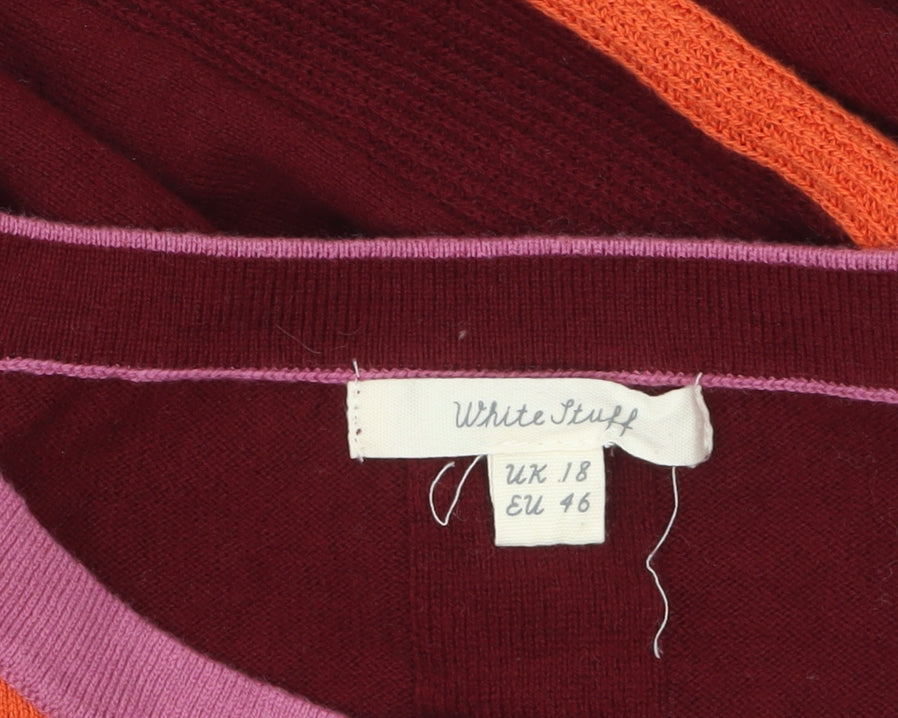 White Stuff
UK 18
EU 46